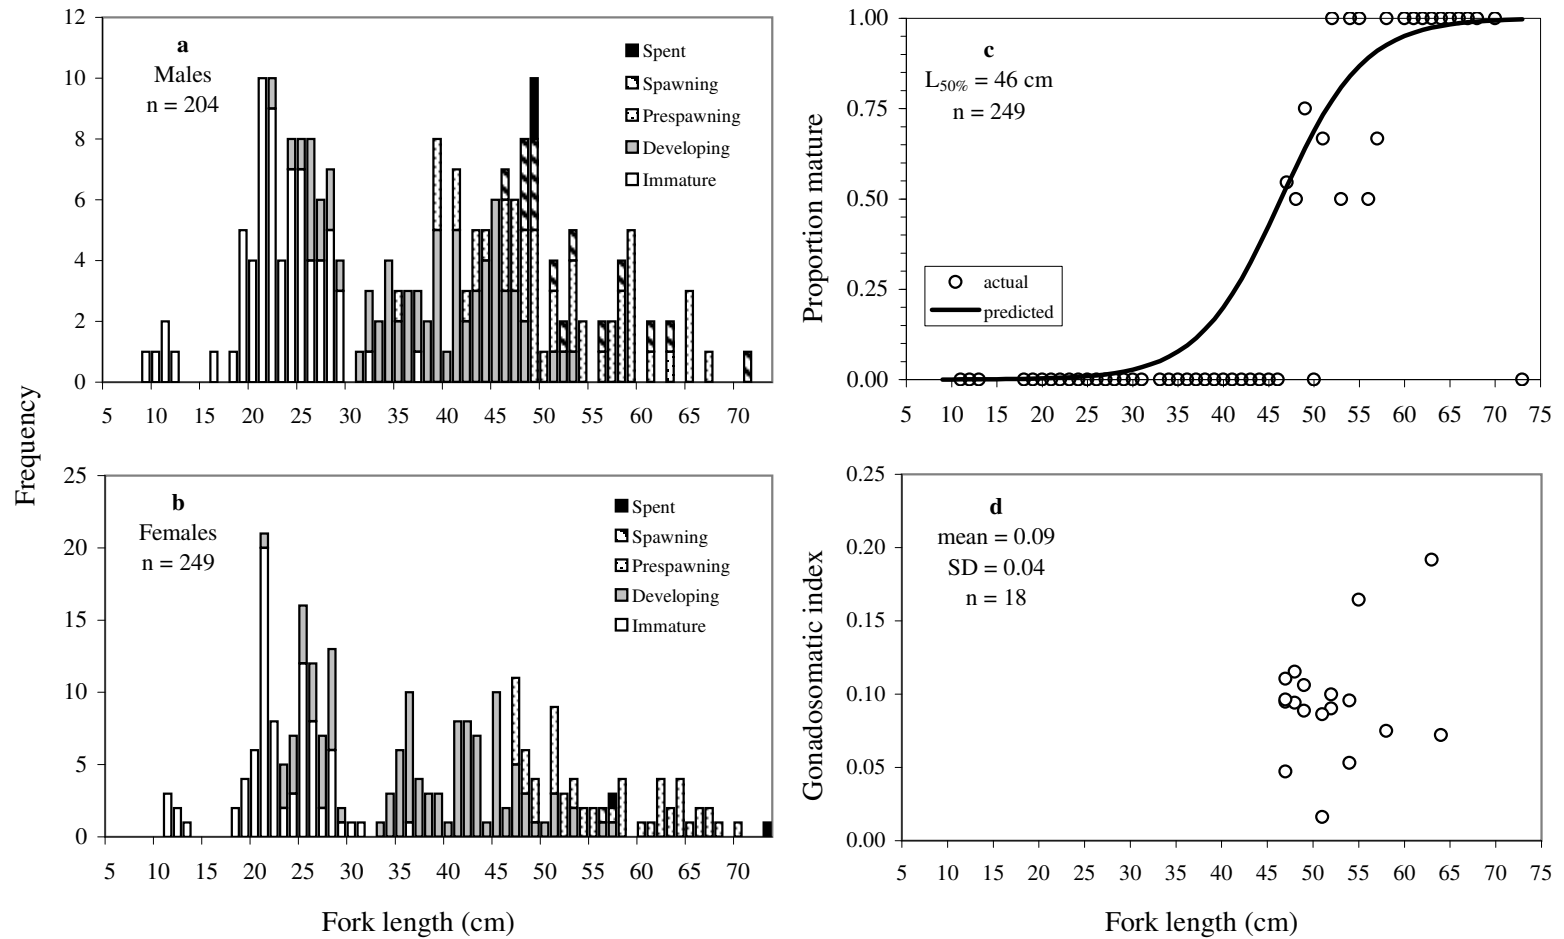 12
10
8
6
4
2
0
a
Males
n = 204
Spent
Spawning
Prespawning
Developing
Immature
5 10 15 20 25 30 35 40 45 50 55 60 65 70
Frequency
25
20
15
10
5
0
b
Females
n = 249
Spent
Spawning
Prespawning
Developing
Immature
5 10 15 20 25 30 35 40 45 50 55 60 65 70
Fork length (cm)
Proportion mature
1.00
0.75
0.50
0.25
0.00
c
L50% = 46 cm
n = 249
actual
predicted
5 10 15 20 25 30 35 40 45 50 55 60 65 70 75
Gonadosomatic index
0.25
0.20
0.15
0.10
0.05
0.00
d
mean = 0.09
SD = 0.04
n = 18
5 10 15 20 25 30 35 40 45 50 55 60 65 70 75
Fork length (cm)